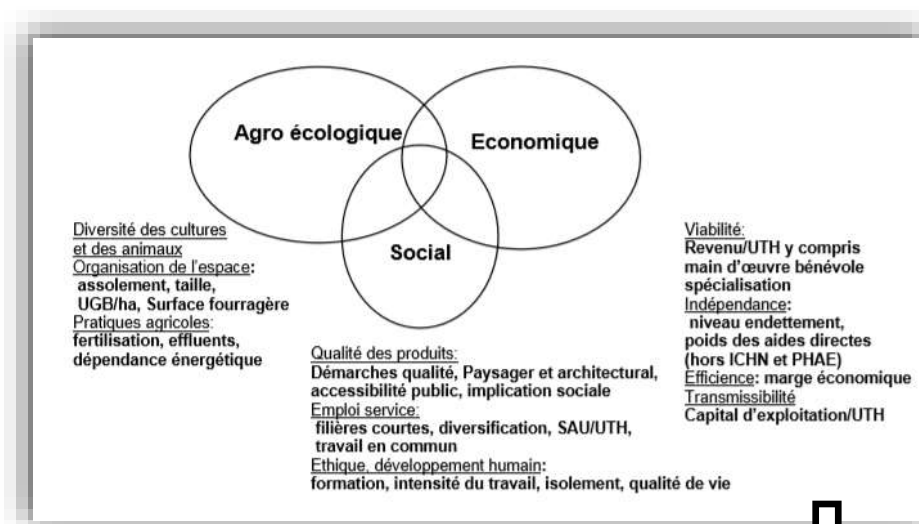 Agro écologique
Economique
Social
Diversité des cultures
et des animaux
Organisation de l'espace:
assolement, taille,
UGB/ha, Surface fourragère
Pratiques agricoles:
fertilisation, effluents,
dépendance énergétique
Qualité des produits:
Démarches qualité, Paysager et architectural,
accessibilité public, implication sociale
Emploi service:
filières courtes, diversification, SAU/UTH,
travail en commun
Ethique, développement humain:
formation, intensité du travail, isolement, qualité de vie
Viabilité:
Revenu/UTH y compris
main d'œuvre bénévole
spécialisation
Indépendance:
niveau endettement,
poids des aides directes
(hors ICHN et PHAE)
Efficience: marge économique
Transmissibilité
Capital d'exploitation/UTH